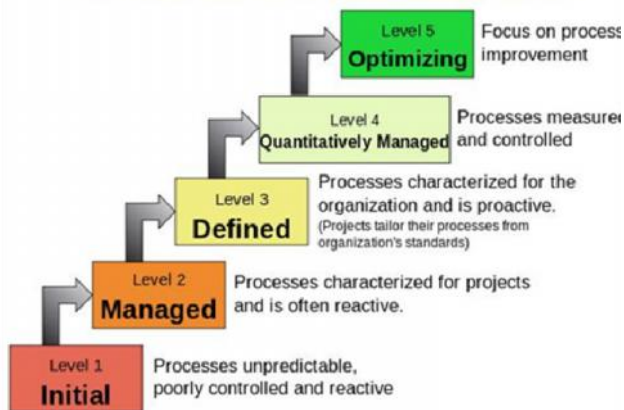 Level 5
Optimizing
Focus on process
improvement
Level 4
Quantitatively Managed
Processes measured
and controlled
Level 3
Defined
Processes characterized for the
organization and is proactive.
(Projects tailor their processes from
organization's standards)
Level 2
Managed
Processes characterized for projects
and is often reactive.
Level 1
Initial
Processes unpredictable,
poorly controlled and reactive